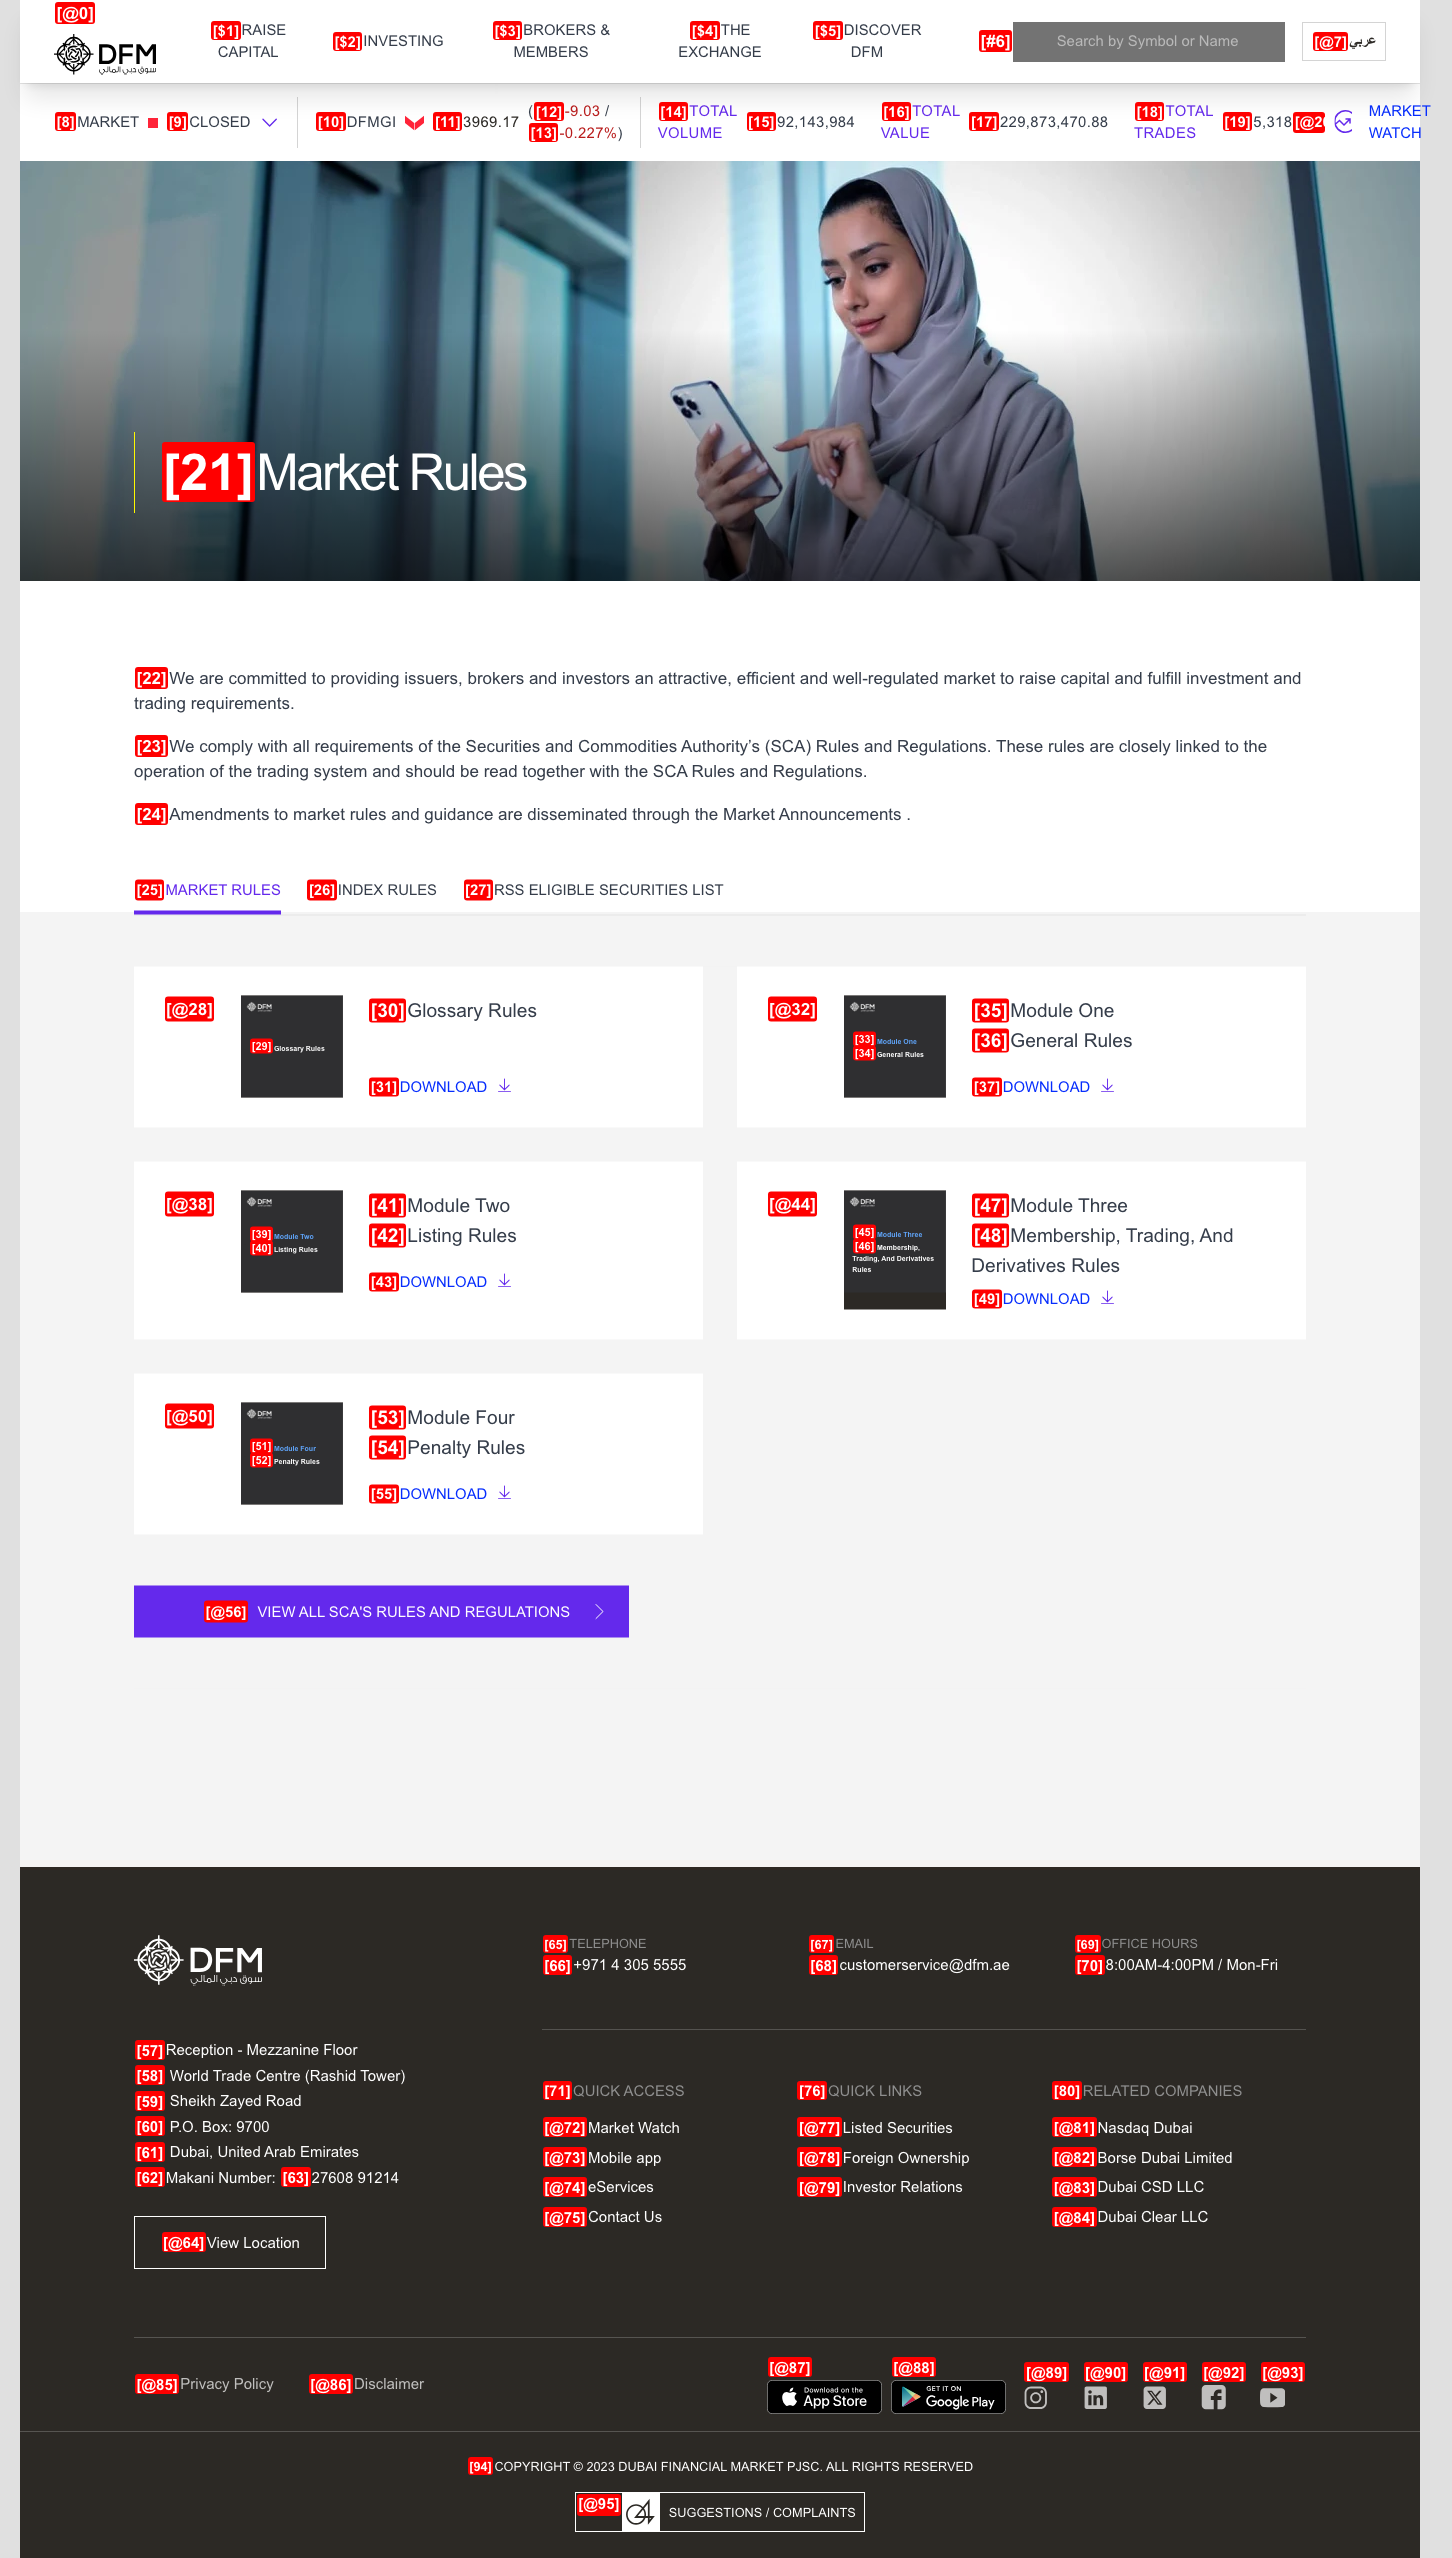 [@0]
DFM
سوق دبي المالي
[$1]RAISE
CAPITAL
[$2]INVESTING
[$3]BROKERS &
MEMBERS
[$4]THE
EXCHANGE
[$5]DISCOVER
DFM
[#6] Search by Symbol or Name
[@7]عربي
[8]MARKET [9]CLOSED
[10]DFMGI [11]3969.17
([12]-9.03 /
[13]-0.227%)
[14]TOTAL
VOLUME
[15]92,143,984
[16]TOTAL
VALUE
[17]229,873,470.88
[18]TOTAL
TRADES
[19]5,318
[@2
MARKET
WATCH
[21]Market Rules
[22]We are committed to providing issuers, brokers and investors an attractive, efficient and well-regulated market to raise capital and fulfill investment and
trading requirements.
[23]We comply with all requirements of the Securities and Commodities Authority’s (SCA) Rules and Regulations. These rules are closely linked to the
operation of the trading system and should be read together with the SCA Rules and Regulations.
[24]Amendments to market rules and guidance are disseminated through the Market Announcements .
[25]MARKET RULES [26]INDEX RULES [27]RSS ELIGIBLE SECURITIES LIST
[@28]
DFM
[29] Glossary Rules
[30]Glossary Rules
[31]DOWNLOAD
[@32]
DFM
[33] Module One
[34] General Rules
[35]Module One
[36]General Rules
[37]DOWNLOAD
[@38]
DFM
[39] Module Two
[40] Listing Rules
[41]Module Two
[42]Listing Rules
[43]DOWNLOAD
[@44]
DFM
[45] Module Three
[46] Membership,
Trading, And Derivatives
Rules
[47]Module Three
[48]Membership, Trading, And
Derivatives Rules
[49]DOWNLOAD
[@50]
DFM
[51] Module Four
[52] Penalty Rules
[53]Module Four
[54]Penalty Rules
[55]DOWNLOAD
[@56] VIEW ALL SCA'S RULES AND REGULATIONS
DFM
سوق دبي المالي
[57]Reception - Mezzanine Floor
[58] World Trade Centre (Rashid Tower)
[59] Sheikh Zayed Road
[60] P.O. Box: 9700
[61] Dubai, United Arab Emirates
[62]Makani Number: [63]27608 91214
[@64]View Location
[65]TELEPHONE
[66]+971 4 305 5555
[67]EMAIL
[68]customerservice@dfm.ae
[69]OFFICE HOURS
[70]8:00AM-4:00PM / Mon-Fri
[71]QUICK ACCESS
[@72]Market Watch
[@73]Mobile app
[@74]eServices
[@75]Contact Us
[76]QUICK LINKS
[@77]Listed Securities
[@78]Foreign Ownership
[@79]Investor Relations
[80]RELATED COMPANIES
[@81]Nasdaq Dubai
[@82]Borse Dubai Limited
[@83]Dubai CSD LLC
[@84]Dubai Clear LLC
[@85]Privacy Policy [@86]Disclaimer
[@87]
Download on the
App Store
[@88]
GET IT ON
Google Play
[@89] [@90] [@91] [@92] [@93]
[94]COPYRIGHT © 2023 DUBAI FINANCIAL MARKET PJSC. ALL RIGHTS RESERVED
[@95] 04 SUGGESTIONS / COMPLAINTS